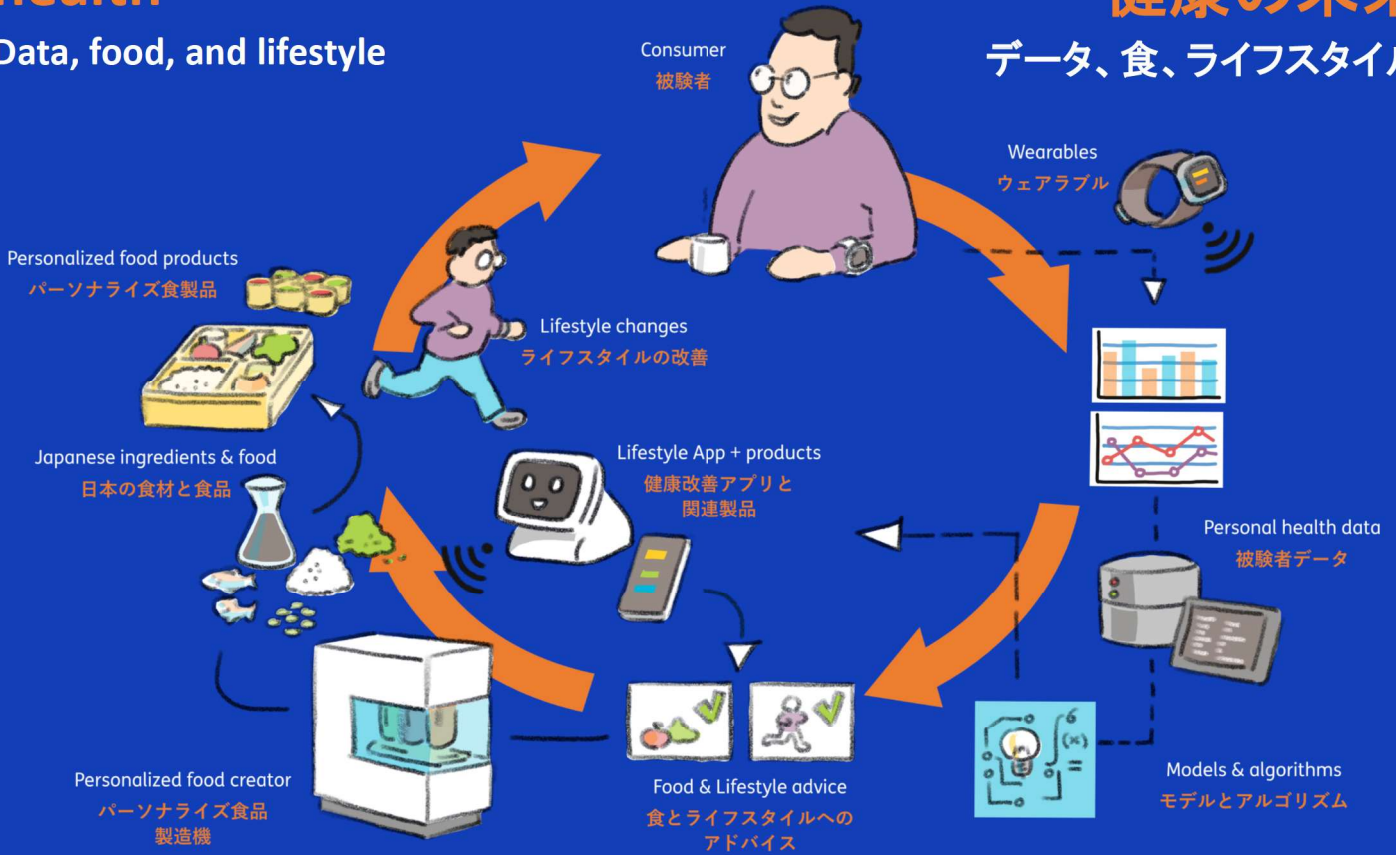 health
Data, food, and lifestyle
健康の未来
データ、食、ライフスタイル
Consumer
被験者
Wearables
ウェアラブル
Personalized food products
パーソナライズ食製品
Lifestyle changes
ライフスタイルの改善
Japanese ingredients & food
日本の食材と食品
Lifestyle App + products
健康改善アプリと
関連製品
Personal health data
被験者データ
Personalized food creator
パーソナライズ食品
製造機
Food & Lifestyle advice
食とライフスタイルへの
アドバイス
Models & algorithms
モデルとアルゴリズム